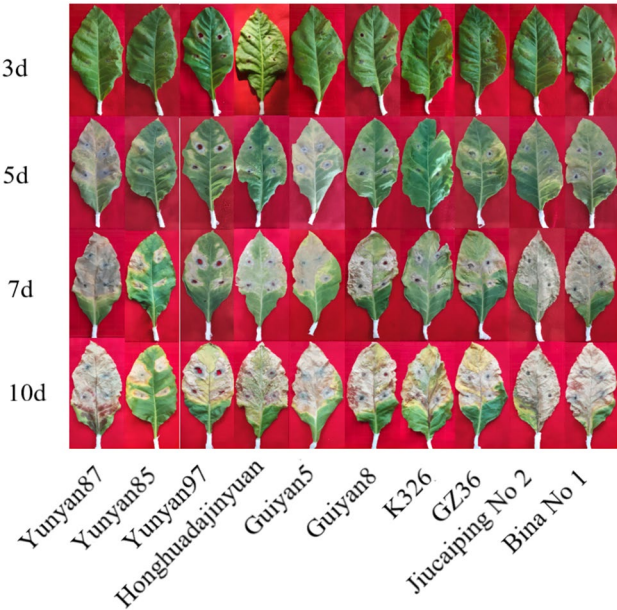 3d
5d
7d
10d
Yunyan87
Yunyan85
Yunyan97
Honghuadajinyuan
Guiyan5
Guiyan8
K326
GZ36
Jiucaiping No 2
Bina No 1